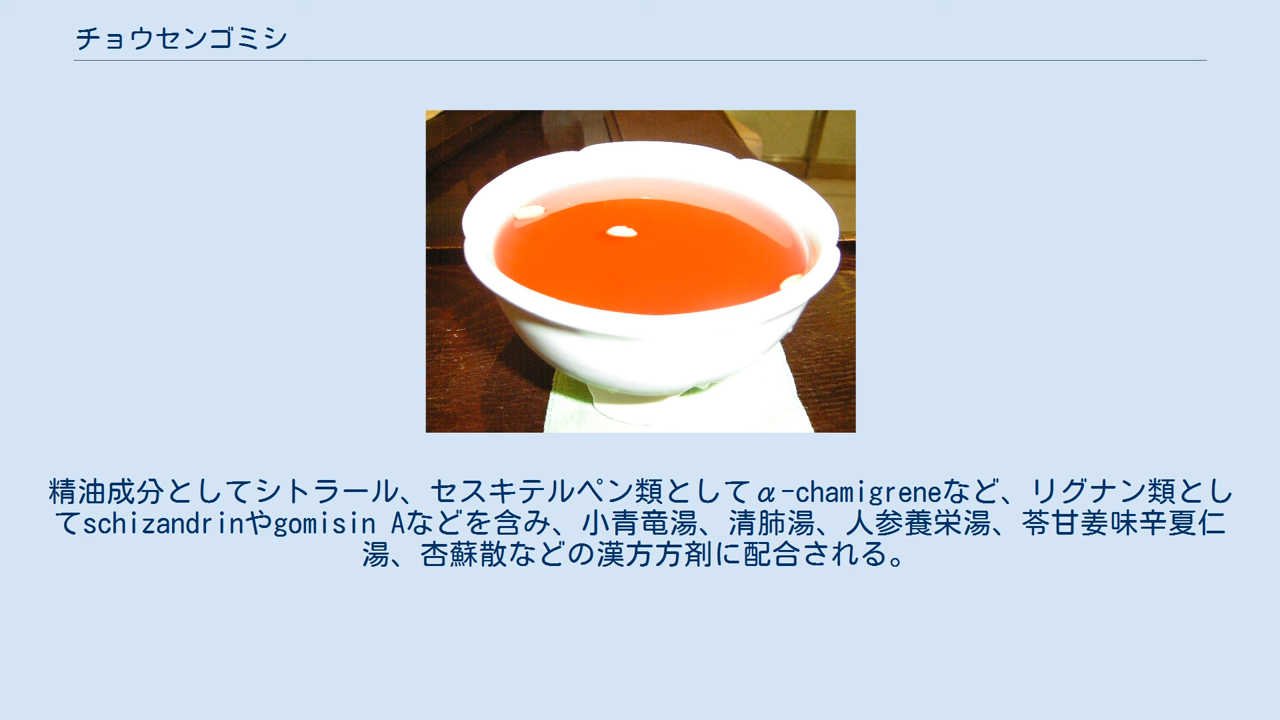 チョウセンゴミシ
精油成分としてシトラール、セスキテルペン類としてα-chamigreneなど、リグナン類とし
てschizandrinやgomisin Aなどを含み、小青竜湯、清肺湯、人参養栄湯、苓甘姜味辛夏仁
湯、杏蘇散などの漢方方剤に配合される。